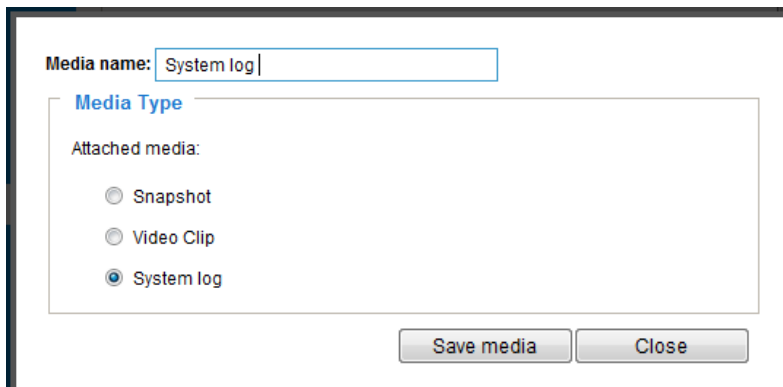 Media name: System log
Media Type
Attached media:
Snapshot
Video Clip
System log
Save media Close